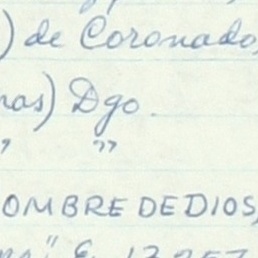 ) de Coronado,
nas) Dgo.
" "
OMBRE DE DIOS,